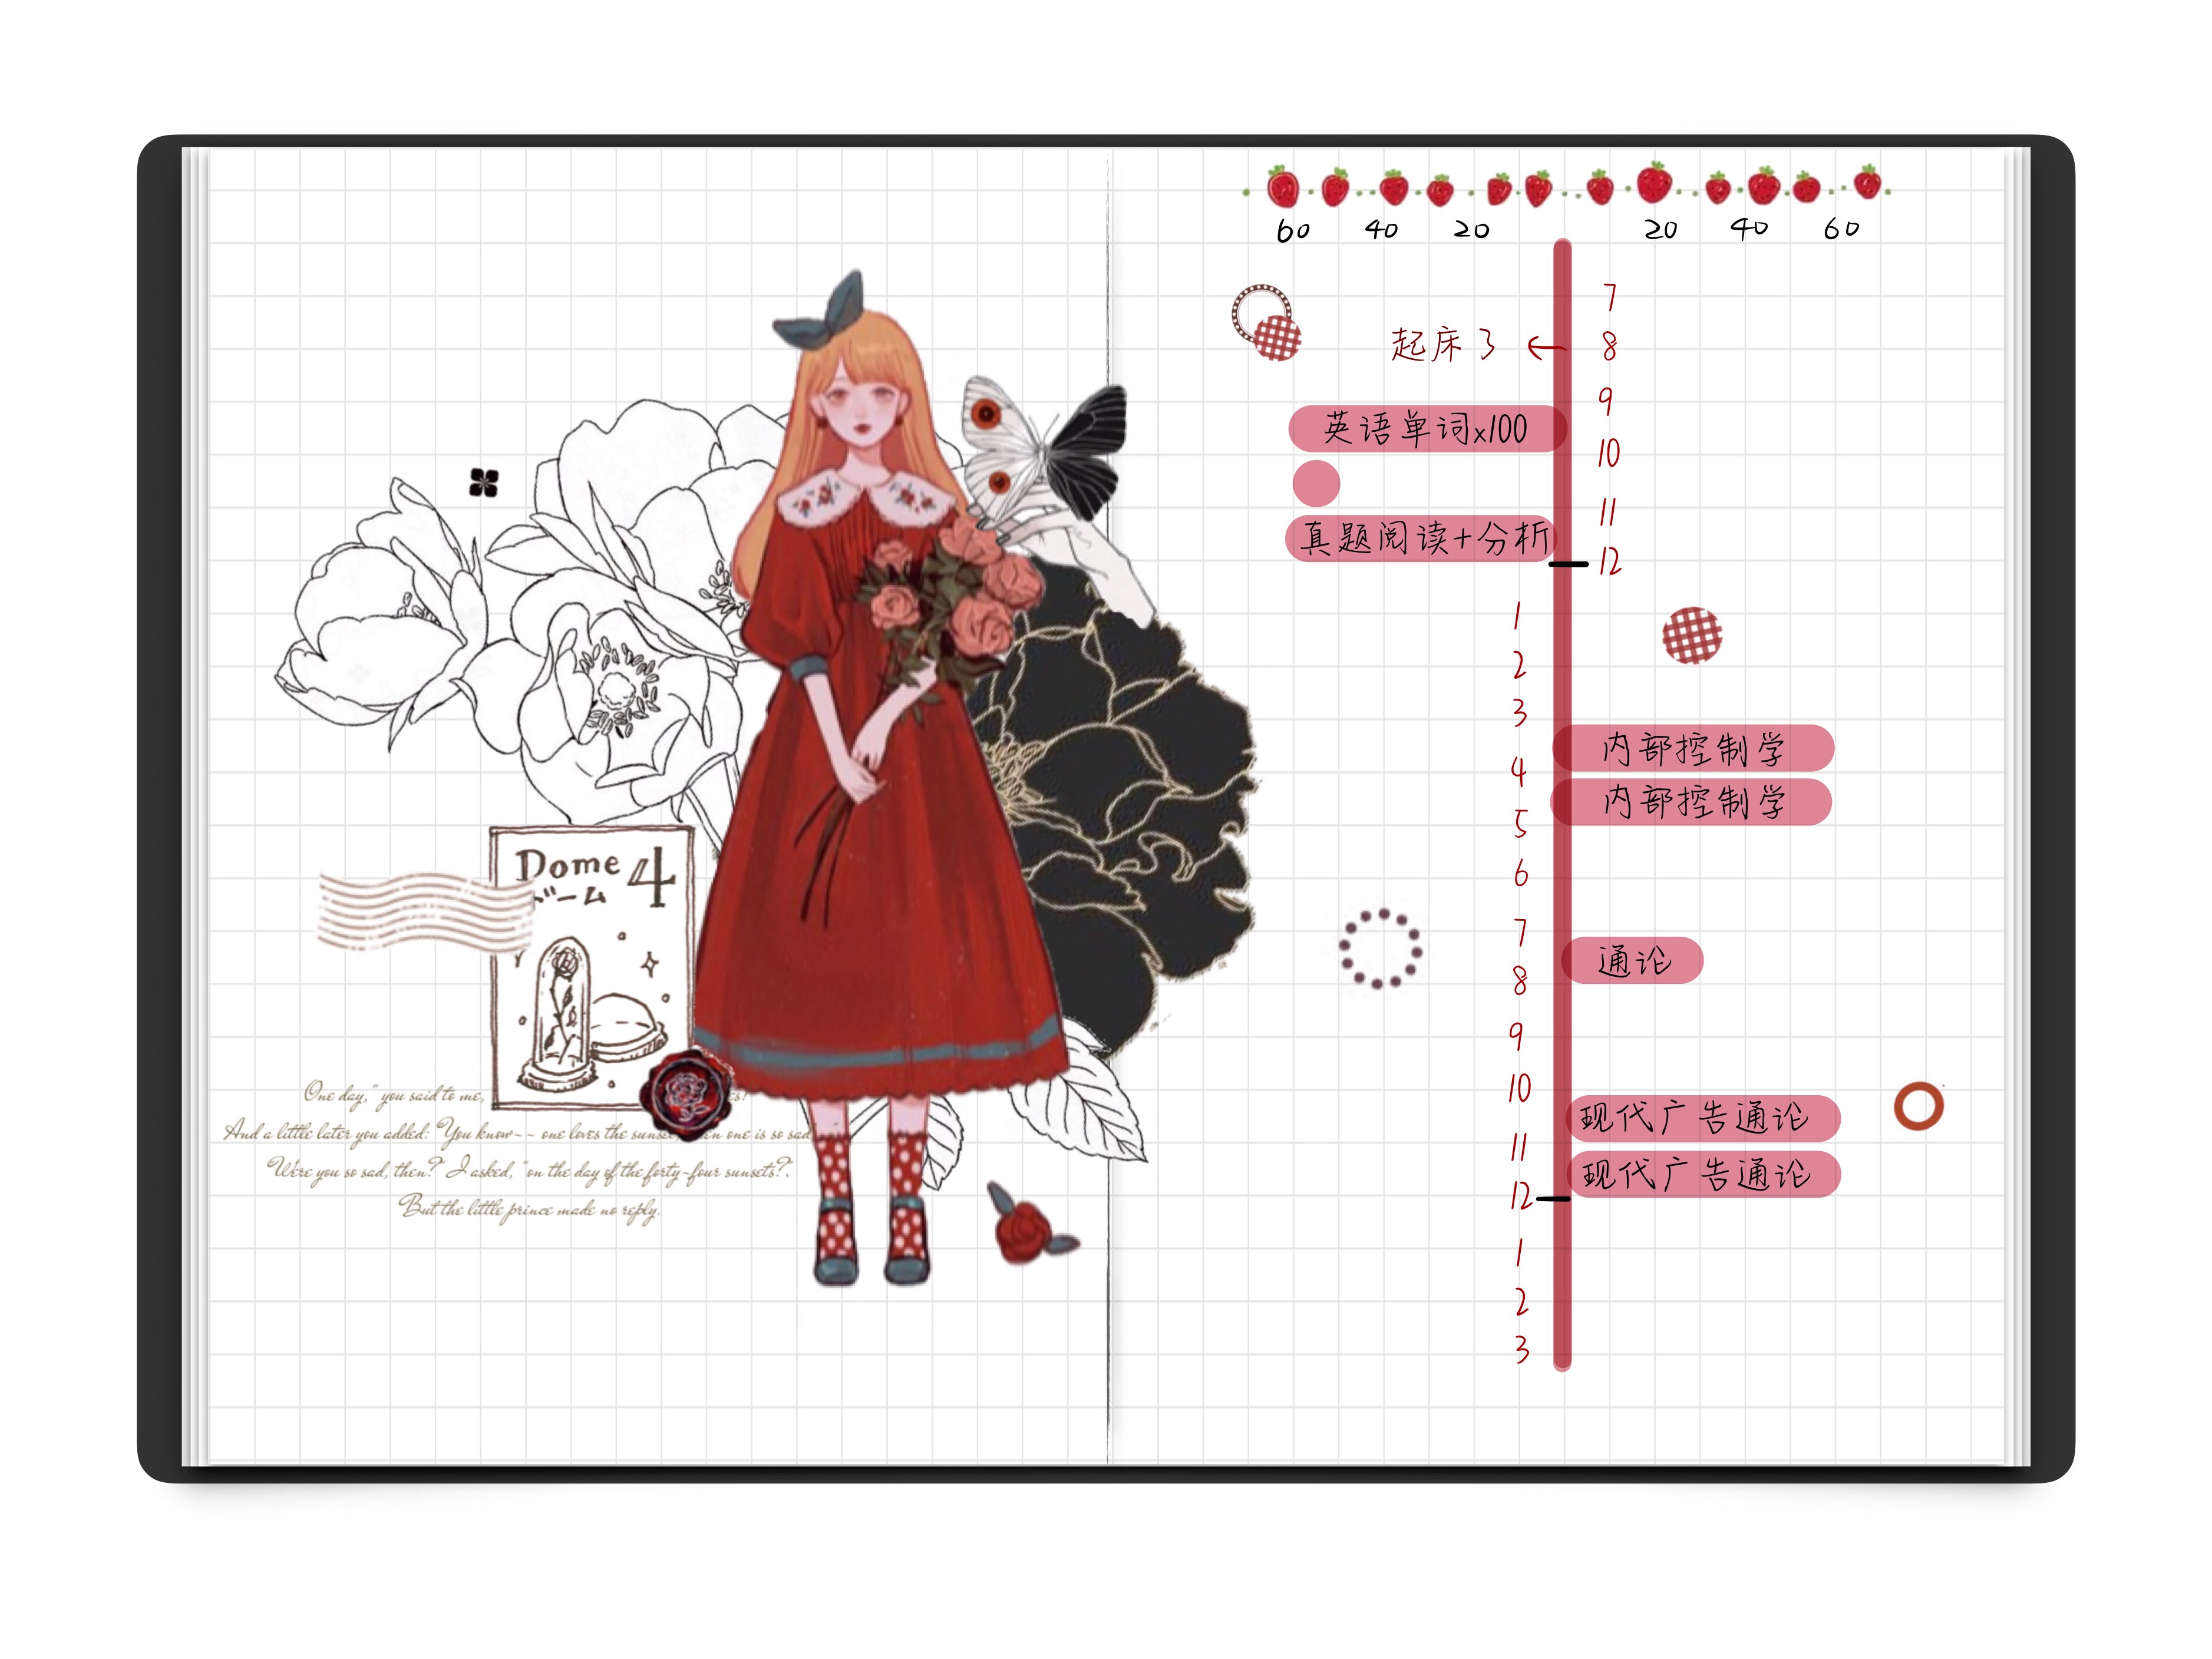 Dome 4
ドーム
One day," you said to me,
And a little later you added: "You know-- one loves the sunset, when one is so sad
"Were you so sad, then?" I asked, "on the day of the forty-four sunsets?".
But the little prince made no reply.
60 40 20 20 40 60
7
起床了 ← 8
9
英语单词x100
10
11
真题阅读+分析
12
1
2
3
内部控制学
4
内部控制学
5
6
7
通论
8
9
10
现代广告通论
11
现代广告通论
12
1
2
3